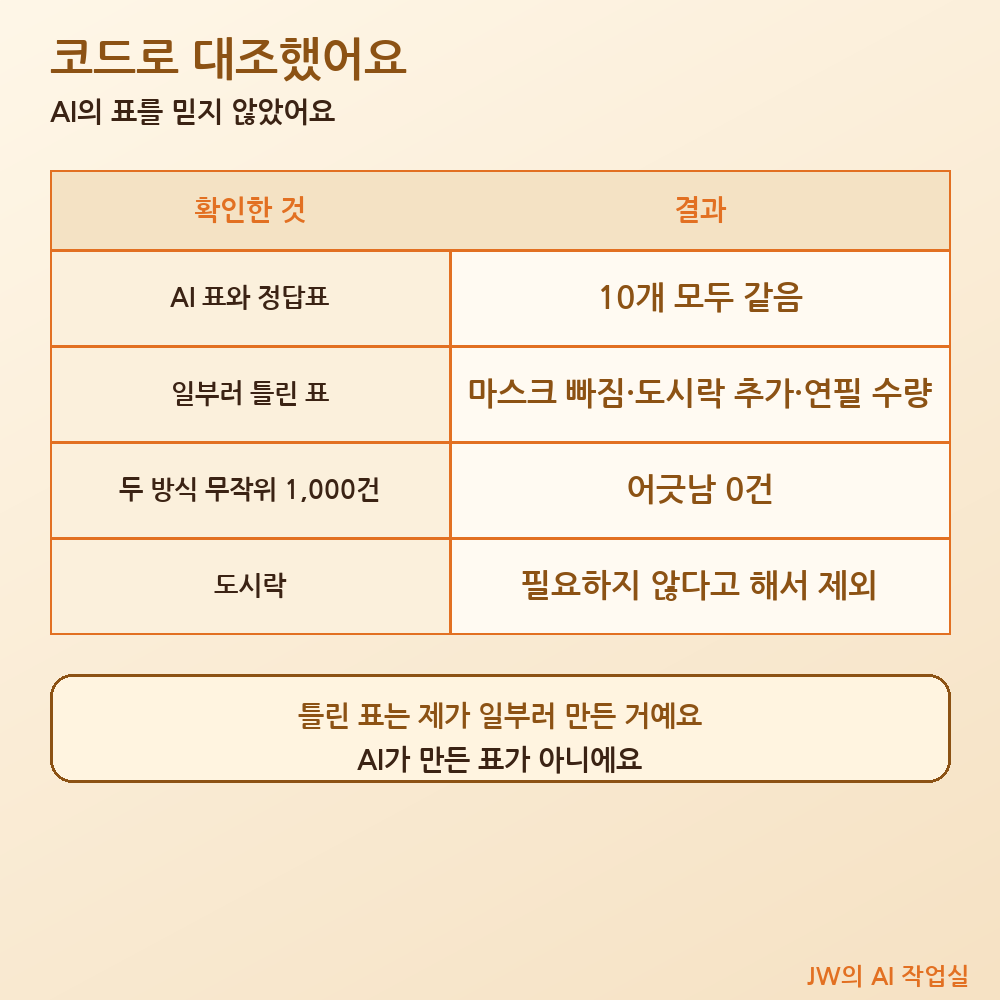 코드로 대조했어요
AI의 표를 믿지 않았어요
확인한 것 결과
AI 표와 정답표 10개 모두 같음
일부러 틀린 표 마스크 빠짐·도시락 추가·연필 수량
두 방식 무작위 1,000건 어긋남 0건
도시락 필요하지 않다고 해서 제외
틀린 표는 제가 일부러 만든 거예요
AI가 만든 표가 아니에요
JW의 AI 작업실